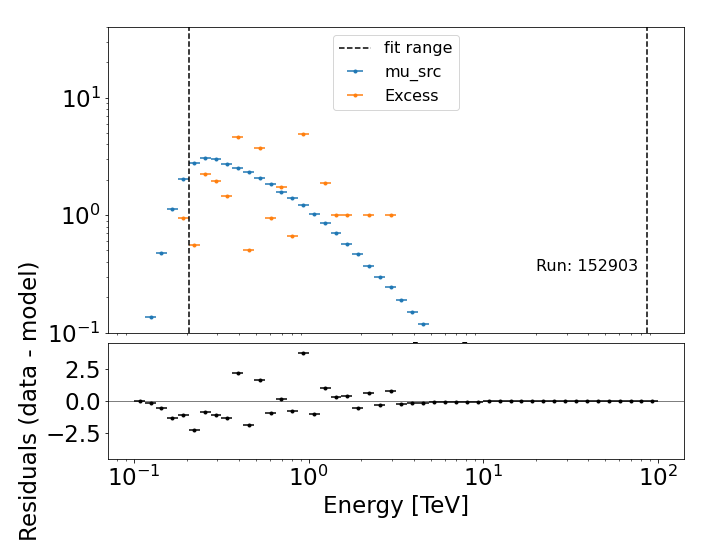 fit range
mu_src
Excess
10¹
10⁰
10⁻¹
Run: 152903
2.5
0.0
−2.5
Residuals (data - model)
10⁻¹
10⁰
10¹
10²
Energy [TeV]